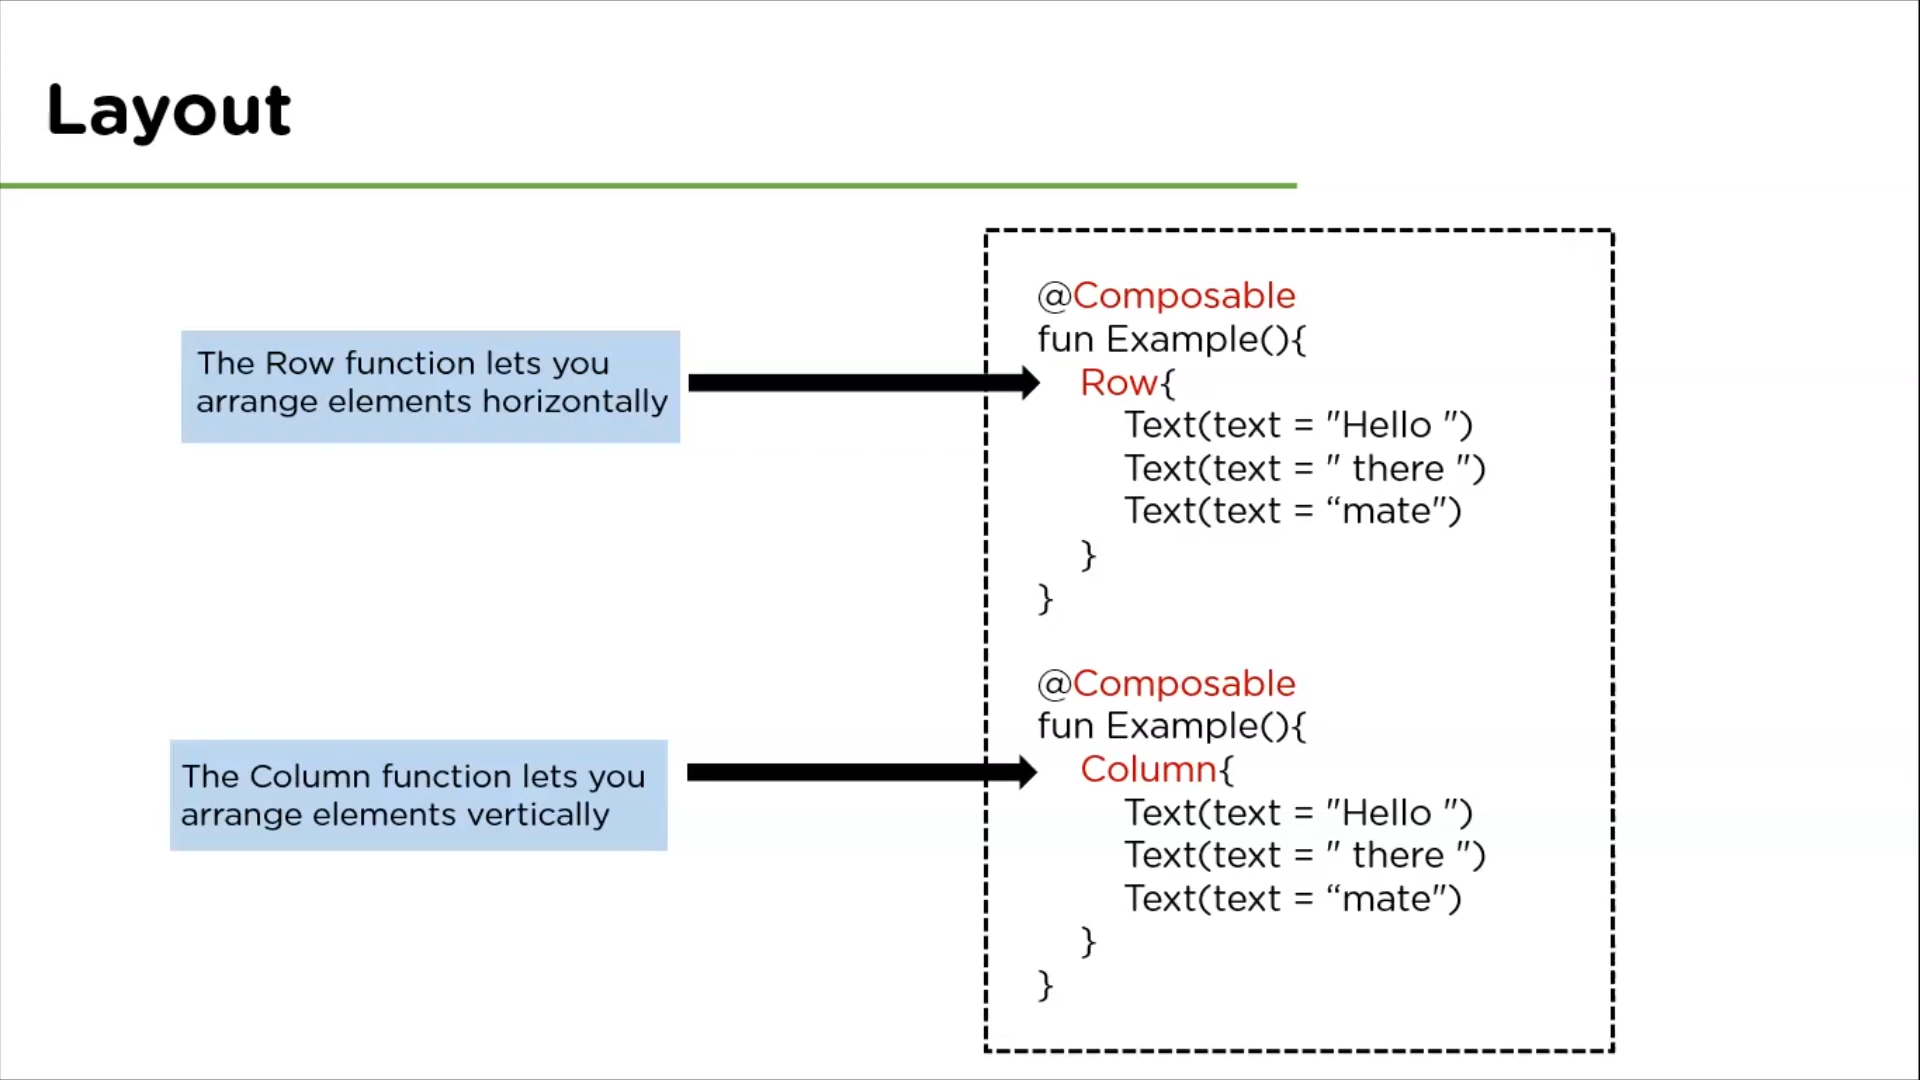 Layout
The Row function lets you
arrange elements horizontally
@Composable
fun Example(){
Row{
Text(text = "Hello ")
Text(text = " there ")
Text(text = “mate")
}
}
The Column function lets you
arrange elements vertically
@Composable
fun Example(){
Column{
Text(text = "Hello ")
Text(text = " there ")
Text(text = “mate")
}
}